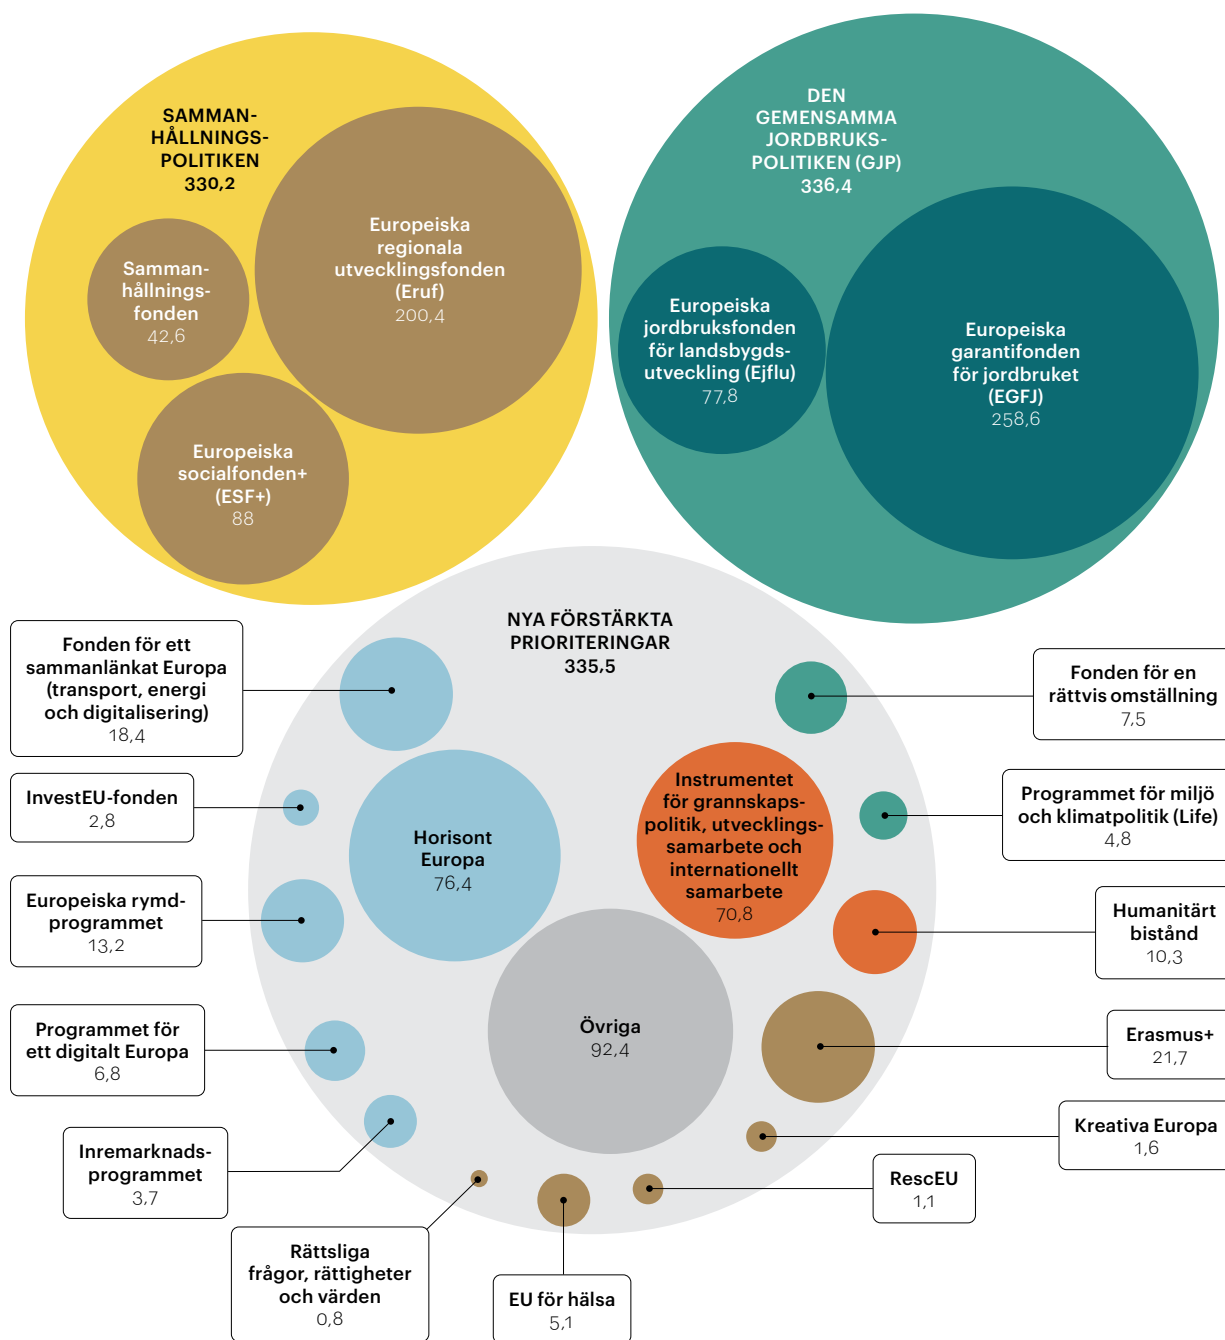 SAMMAN-
HÅLLNINGS-
POLITIKEN
330,2
Europeiska
regionala
utvecklingsfonden
(Eruf)
200,4
Samman-
hållnings-
fonden
42,6
Europeiska
socialfonden+
(ESF+)
88
DEN
GEMENSAMMA
JORDBRUKS-
POLITIKEN (GJP)
336,4
Europeiska
jordbruksfonden
för landsbygds-
utveckling (Ejflu)
77,8
Europeiska
garantifonden
för jordbruket
(EGFJ)
258,6
NYA FÖRSTÄRKTA
PRIORITERINGAR
335,5
Fonden för ett
sammanlänkat Europa
(transport, energi
och digitalisering)
18,4
InvestEU-fonden
2,8
Horisont
Europa
76,4
Europeiska rymd-
programmet
13,2
Programmet för
ett digitalt Europa
6,8
Inremarknads-
programmet
3,7
Rättsliga
frågor, rättigheter
och värden
0,8
EU för hälsa
5,1
Övriga
92,4
Instrumentet
för grannskaps-
politik, utvecklings-
samarbete och
internationellt
samarbete
70,8
Fonden för en
rättvis omställning
7,5
Programmet för miljö
och klimatpolitik (Life)
4,8
Humanitärt
bistånd
10,3
Erasmus+
21,7
Kreativa Europa
1,6
RescEU
1,1